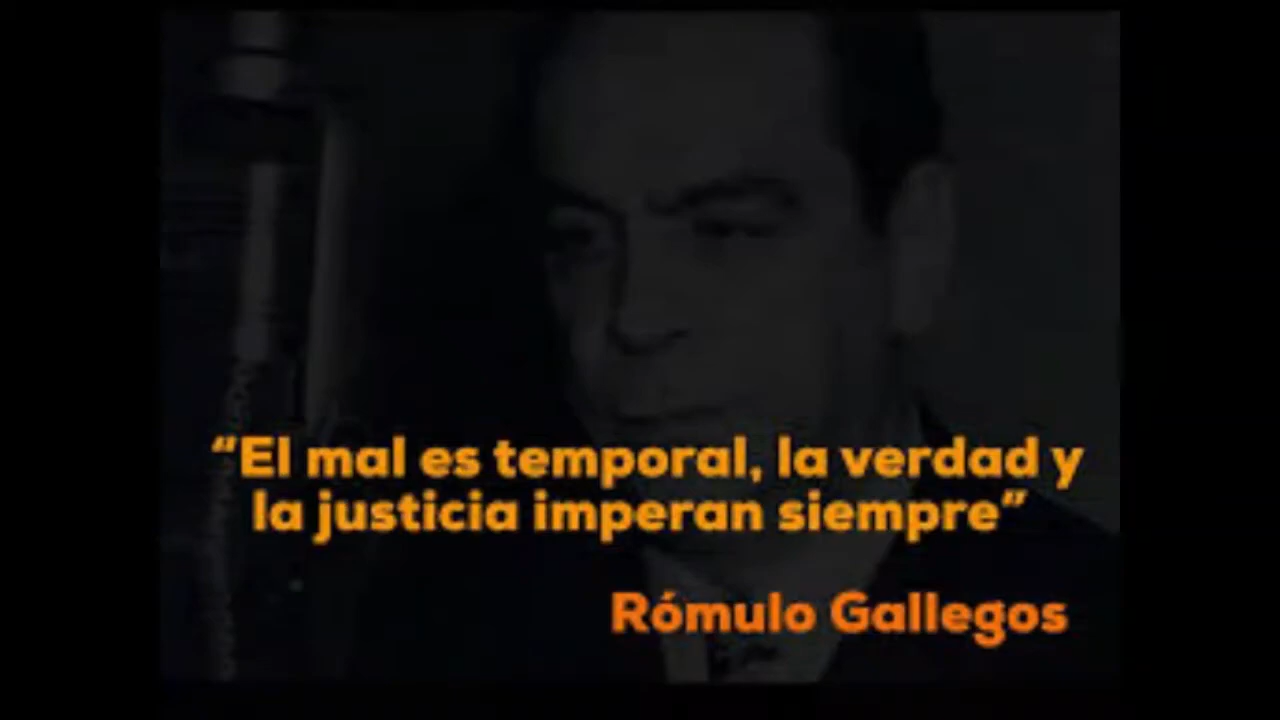 “El mal es temporal, la verdad y
la justicia imperan siempre”
Rómulo Gallegos